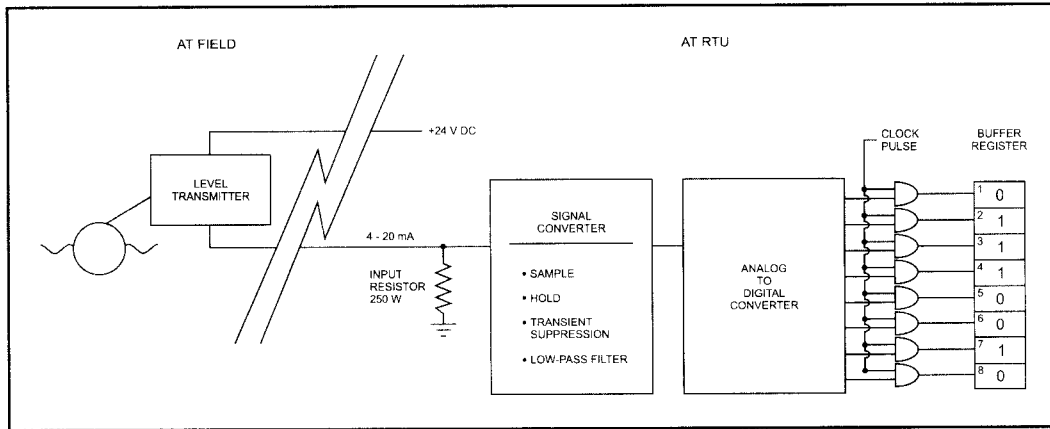 AT FIELD
AT RTU
+24 V DC
CLOCK
PULSE
BUFFER
REGISTER
LEVEL
TRANSMITTER
4 - 20 mA
INPUT
RESISTOR
250 W
SIGNAL
CONVERTER
• SAMPLE
• HOLD
• TRANSIENT
SUPPRESSION
• LOW-PASS FILTER
ANALOG
TO
DIGITAL
CONVERTER
1 0
2 1
3 1
4 1
5 0
6 0
7 1
8 0